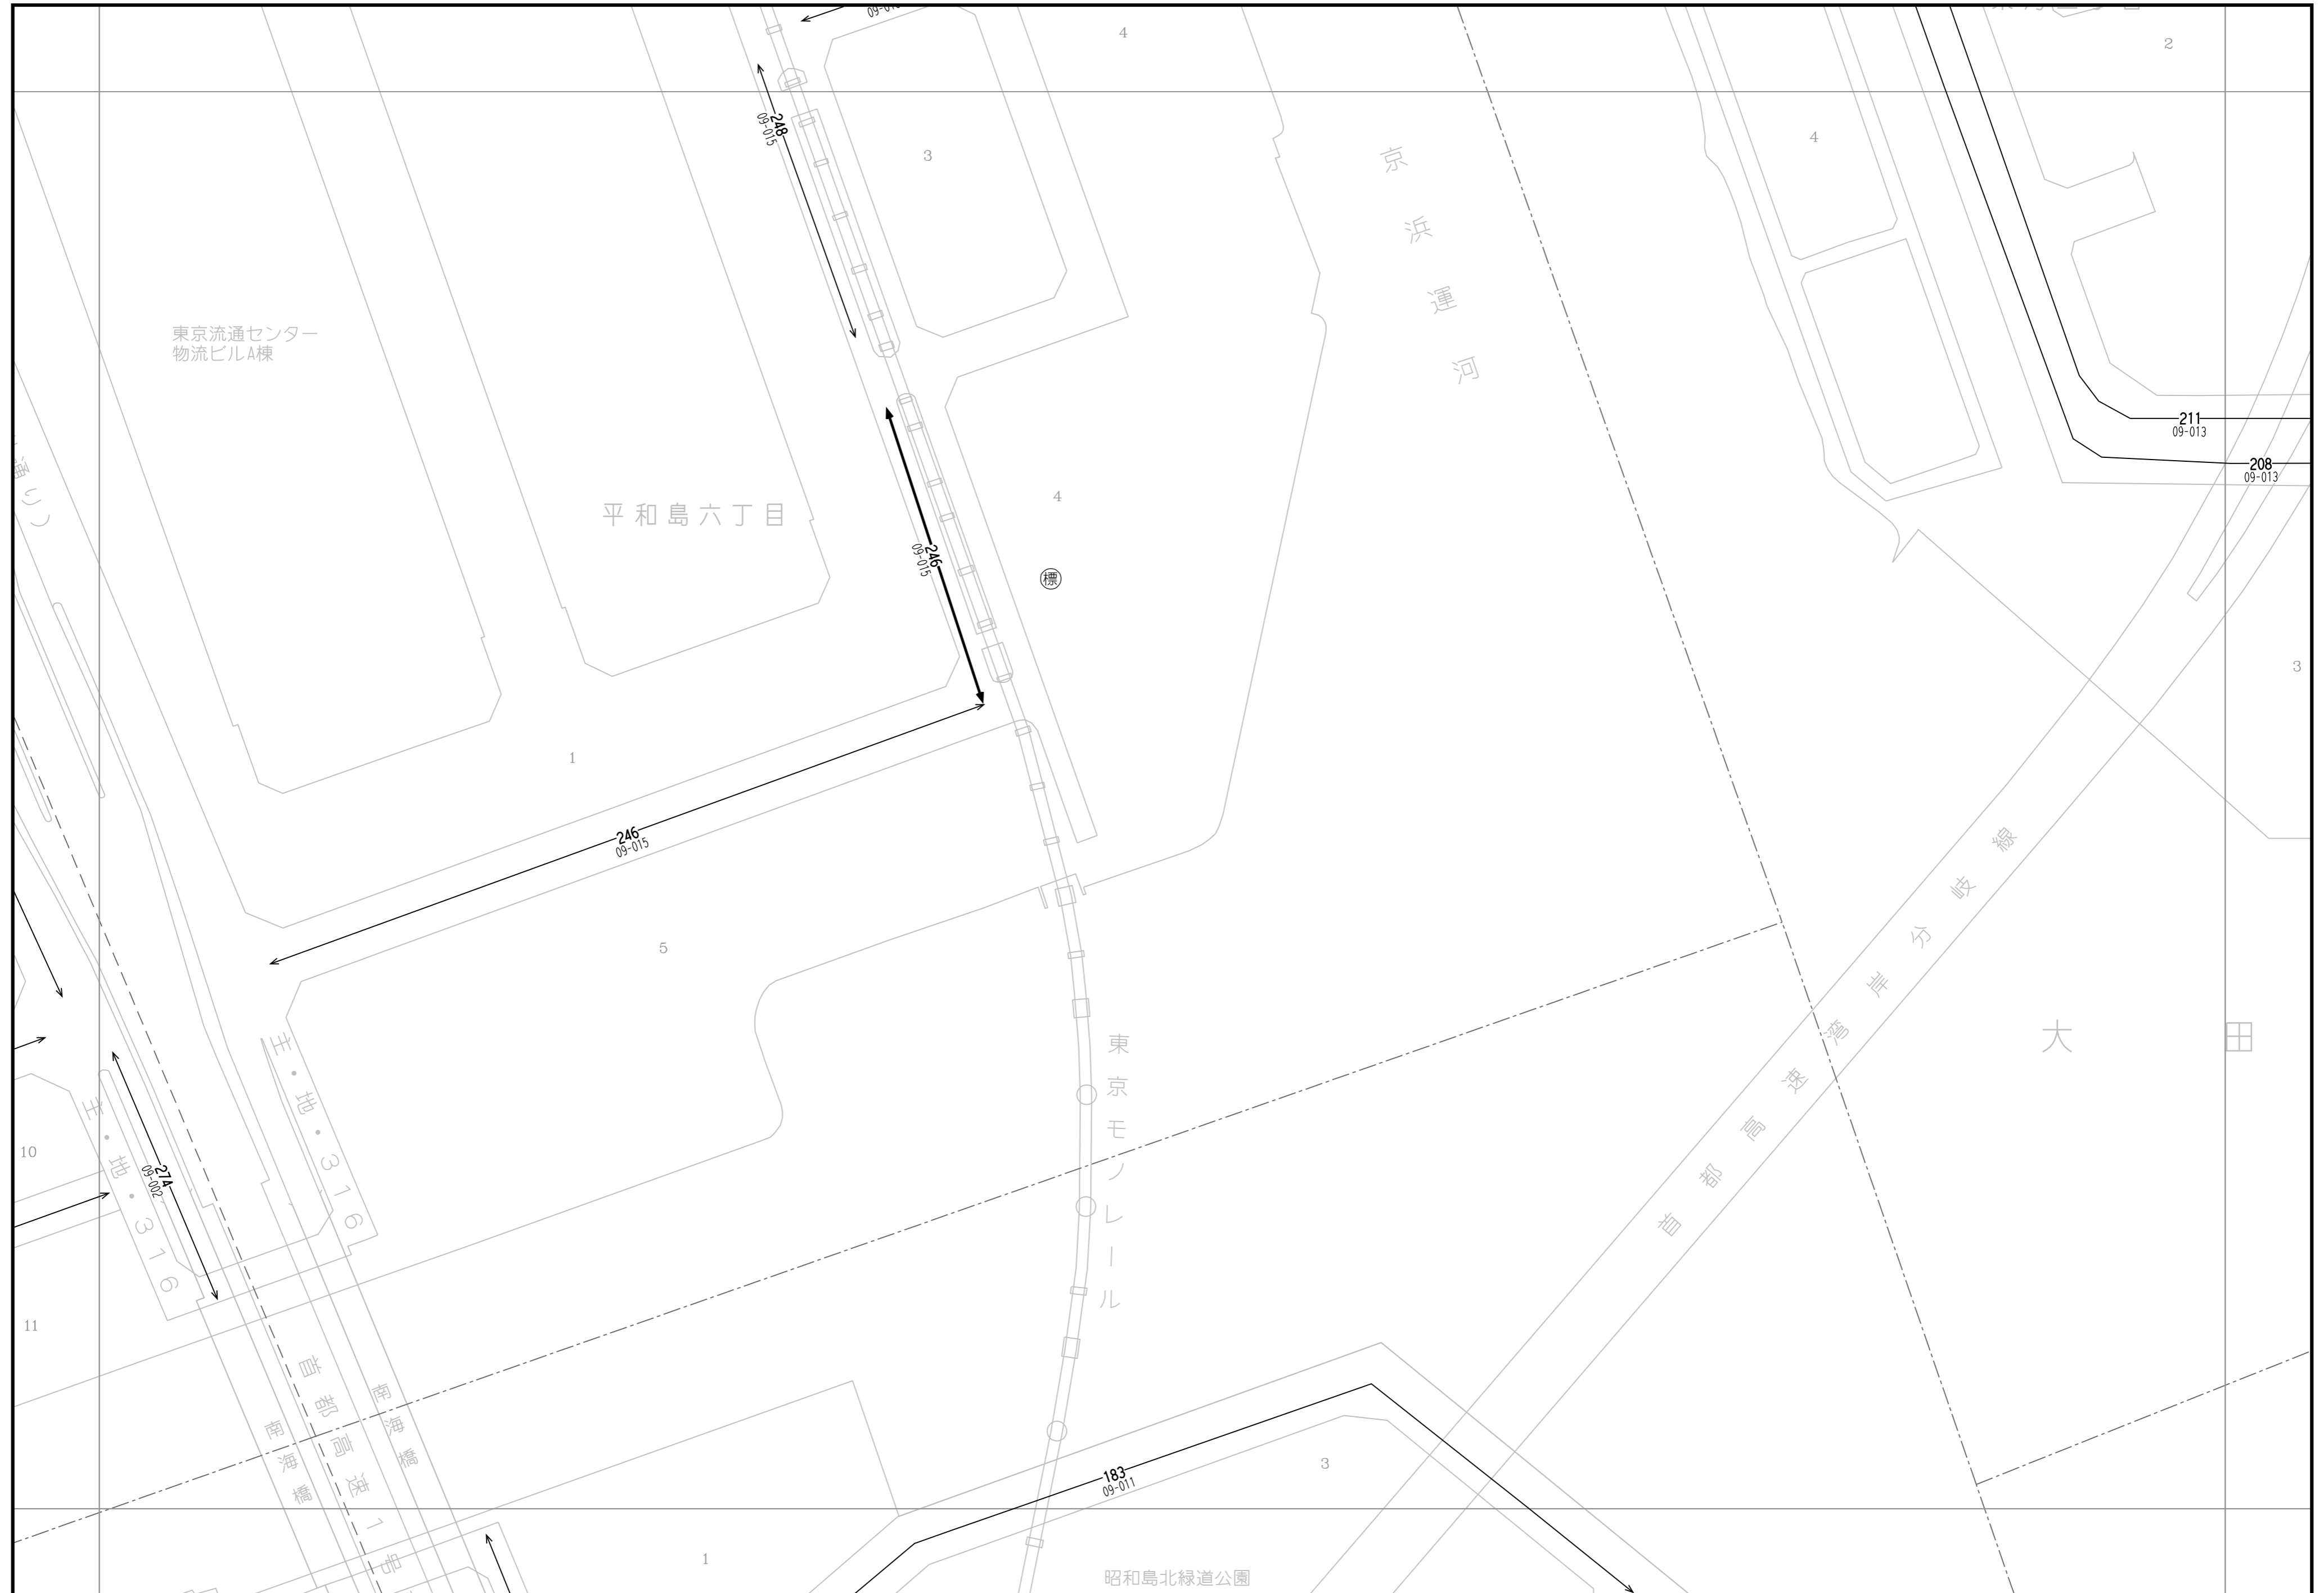 4
2
248
09-015
3
4
京浜運河
東京流通センター
物流ビルA棟
211
09-013
208
09-013
通り)
平和島六丁目
4
246
09-015
標
3
1
246
09-015
5
首都高速湾岸分岐線
大田
東京モノレール
主・地・316
主・地・316
10
274
09-002
11
首都高速1号
南海橋
南海橋
183
09-011
3
1
昭和島北緑道公園